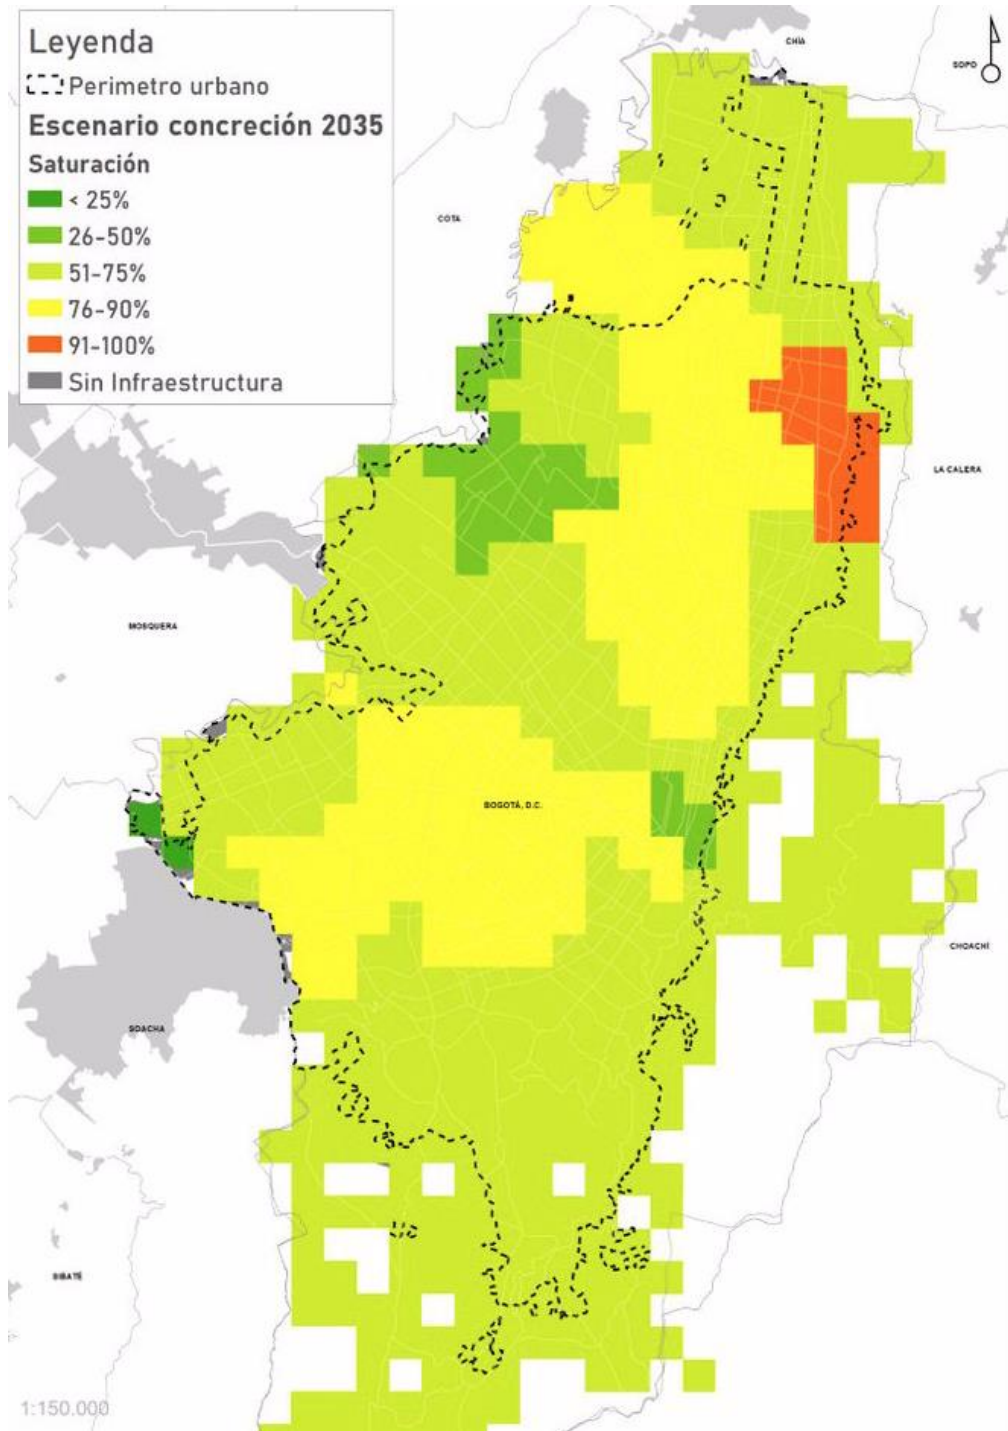 Leyenda
Perimetro urbano
Escenario concreción 2035
Saturación
< 25%
26-50%
51-75%
76-90%
91-100%
Sin Infraestructura
CHÍA
SOPÓ
COTA
LA CALERA
MOSQUERA
BOGOTÁ, D.C.
CHOACHÍ
SOACHA
SIBATÉ
1:150.000